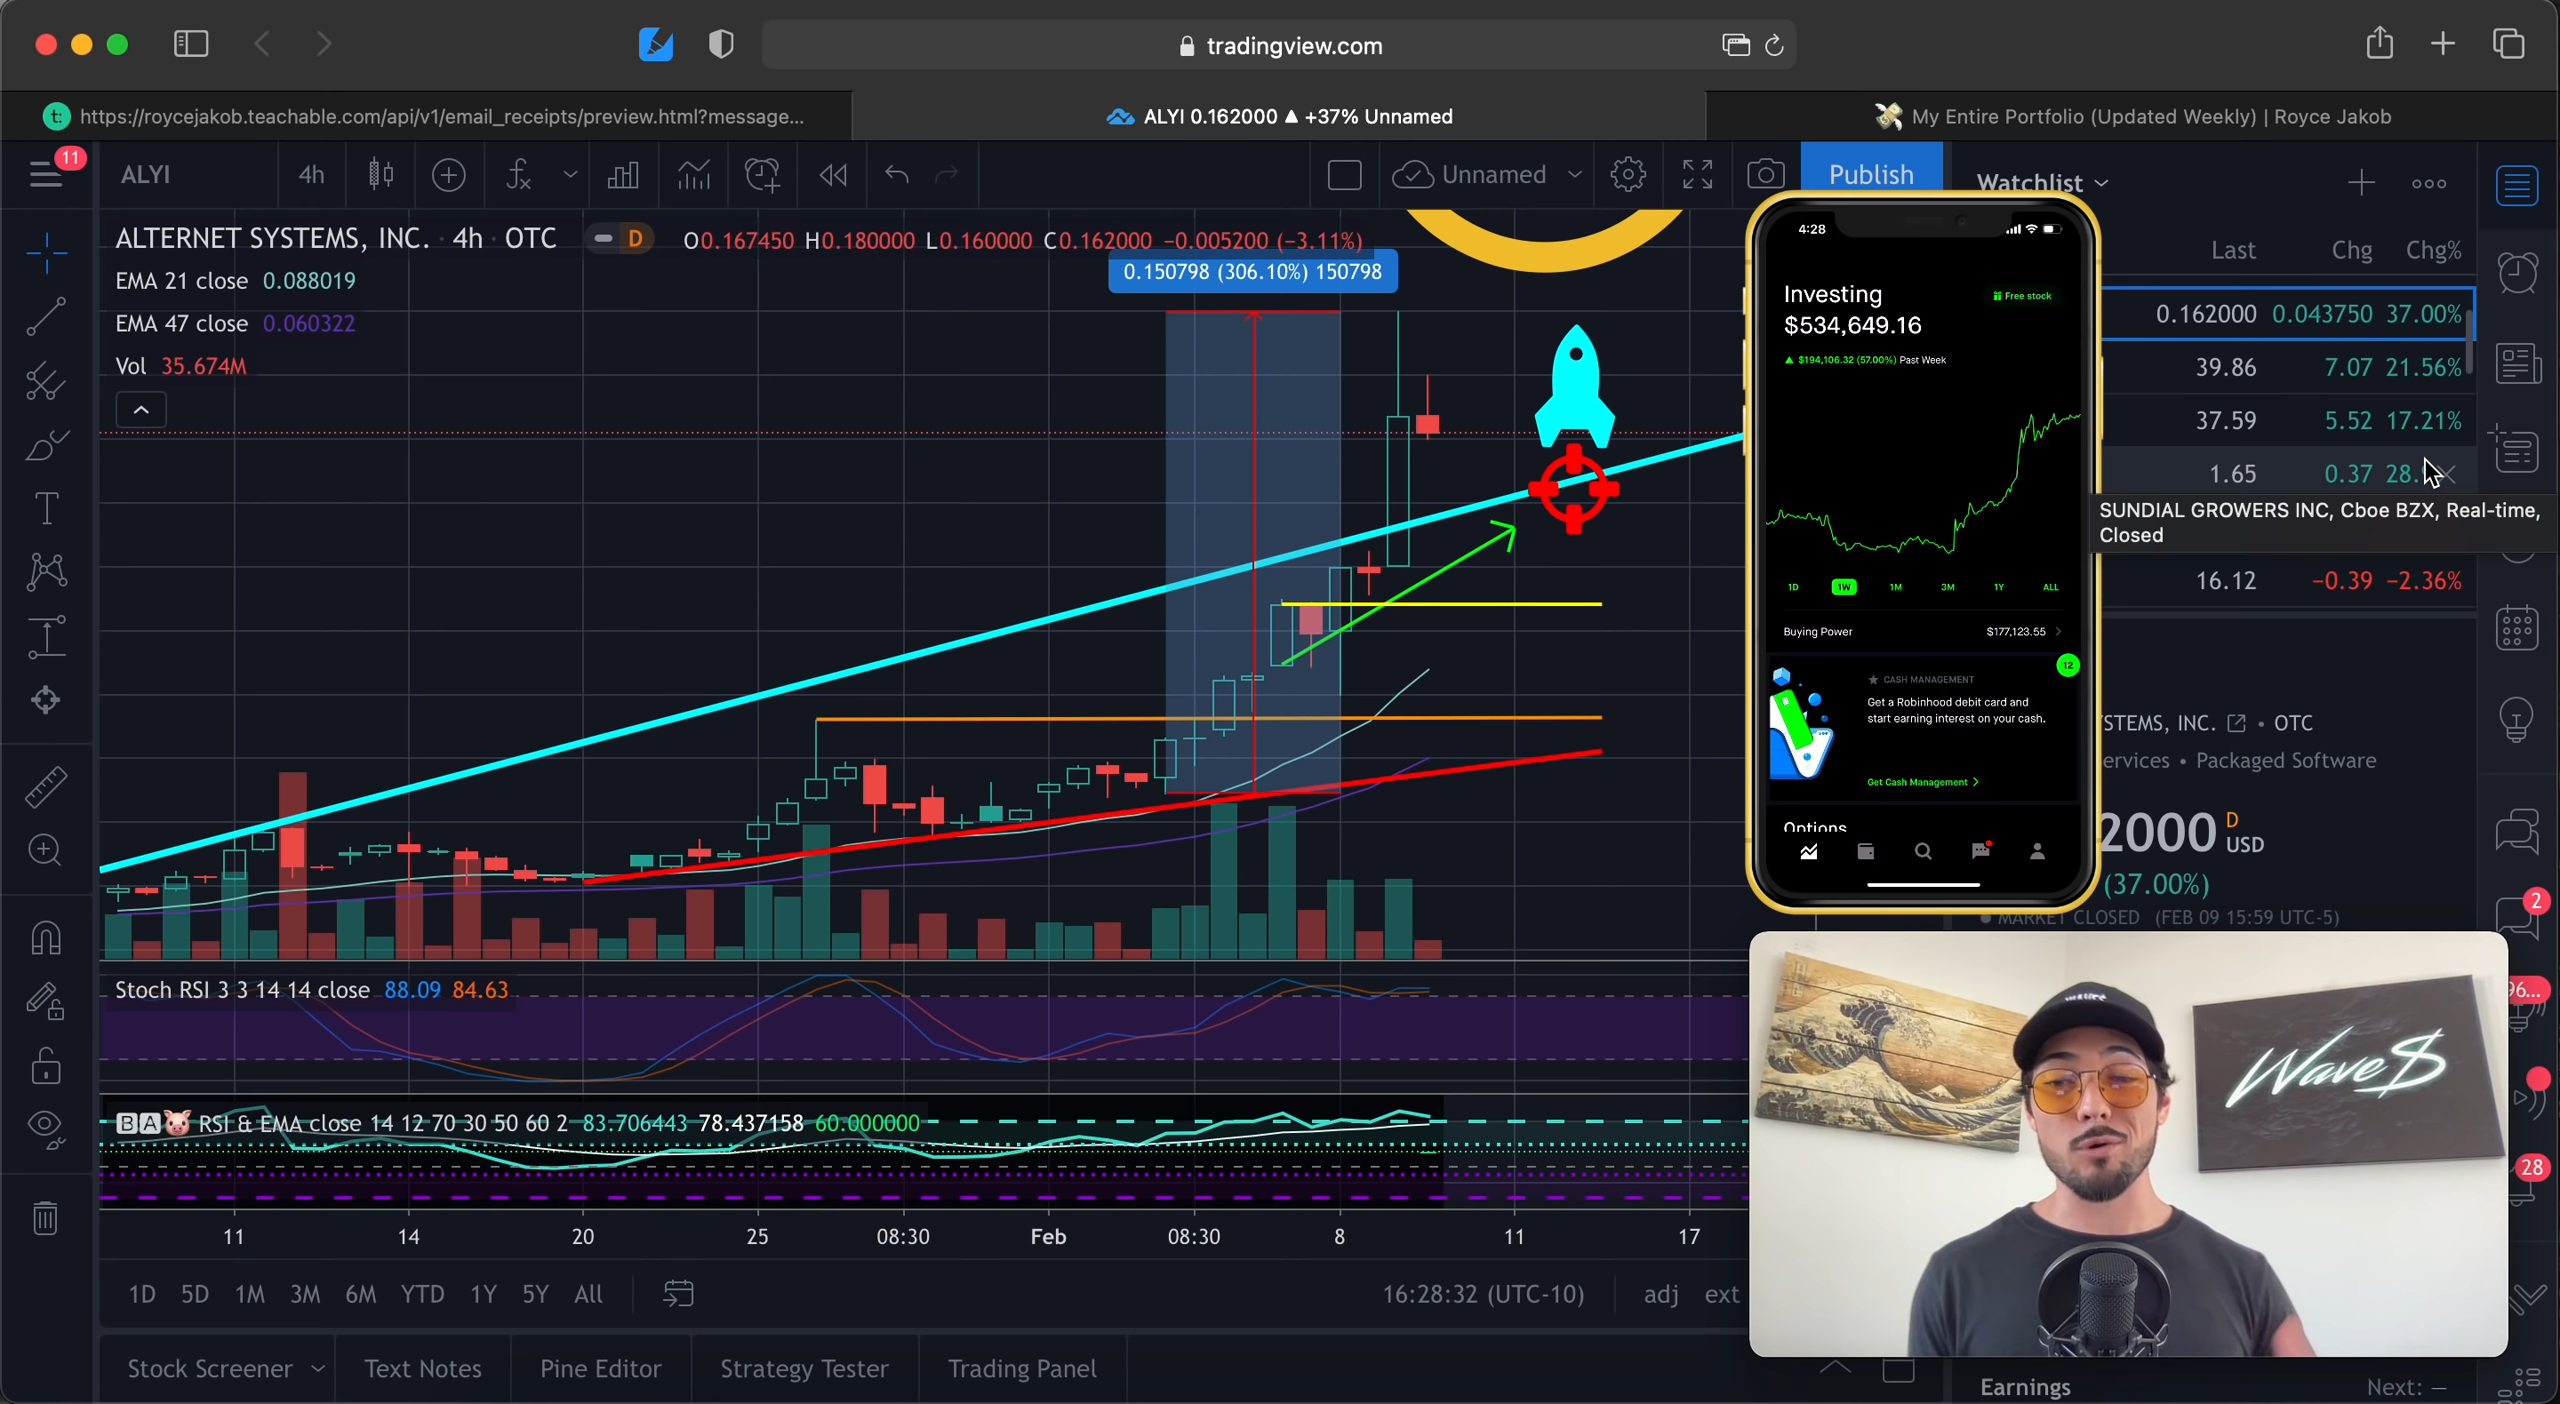 tradingview.com
t: https://roycejakob.teachable.com/api/v1/email_receipts/preview.html?message...
ALYI 0.162000 ▲ +37% Unnamed
My Entire Portfolio (Updated Weekly) | Royce Jakob
11
ALYI
4h
Unnamed
Publish
Watchlist
ALTERNET SYSTEMS, INC. · 4h · OTC
D
O0.167450 H0.180000 L0.160000 C0.162000 −0.005200 (−3.11%)
0.150798 (306.10%) 150798
EMA 21 close 0.088019
EMA 47 close 0.060322
Vol 35.674M
Last Chg Chg%
0.162000 0.043750 37.00%
39.86 7.07 21.56%
37.59 5.52 17.21%
1.65 0.37 28.
SUNDIAL GROWERS INC, Cboe BZX, Real-time,
Closed
16.12 −0.39 −2.36%
4:28
Investing
Free stock
$534,649.16
▲ $194,106.32 (57.00%) Past Week
1D 1W 1M 3M 1Y ALL
Buying Power $177,123.55
12
CASH MANAGEMENT
Get a Robinhood debit card and
start earning interest on your cash.
Get Cash Management
Options
STEMS, INC. • OTC
ervices • Packaged Software
2000 D
USD
(37.00%)
MARKET CLOSED (FEB 09 15:59 UTC-5)
2
96...
28
Stoch RSI 3 3 14 14 close 88.09 84.63
BA RSI & EMA close 14 12 70 30 50 60 2 83.706443 78.437158 60.000000
11 14 20 25 08:30 Feb 08:30 8 11 17
1D 5D 1M 3M 6M YTD 1Y 5Y All
16:28:32 (UTC-10) adj ext
Wave$
Stock Screener Text Notes Pine Editor Strategy Tester Trading Panel
Earnings Next: —